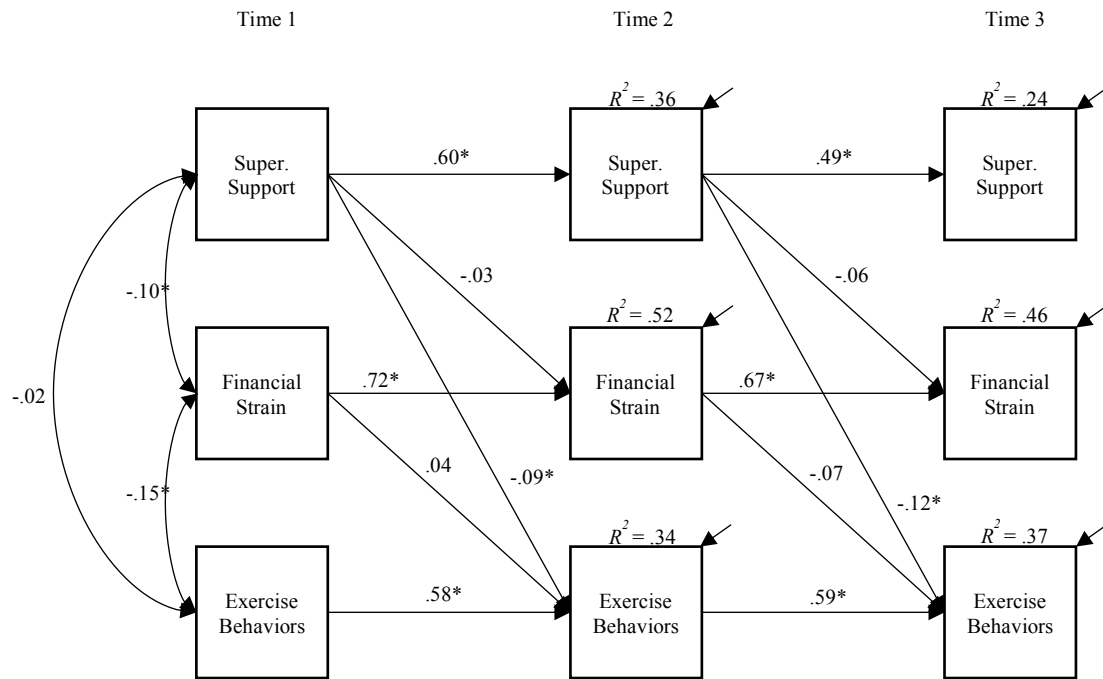 Time 1
Time 2
Time 3
R² = .36
R² = .24
Super.
Support
.60*
Super.
Support
.49*
Super.
Support
-.10*
-.03
-.06
R² = .52
R² = .46
-.02
Financial
Strain
.72*
Financial
Strain
.67*
Financial
Strain
-.15*
.04
-.09*
-.07
-.12*
R² = .34
R² = .37
Exercise
Behaviors
.58*
Exercise
Behaviors
.59*
Exercise
Behaviors